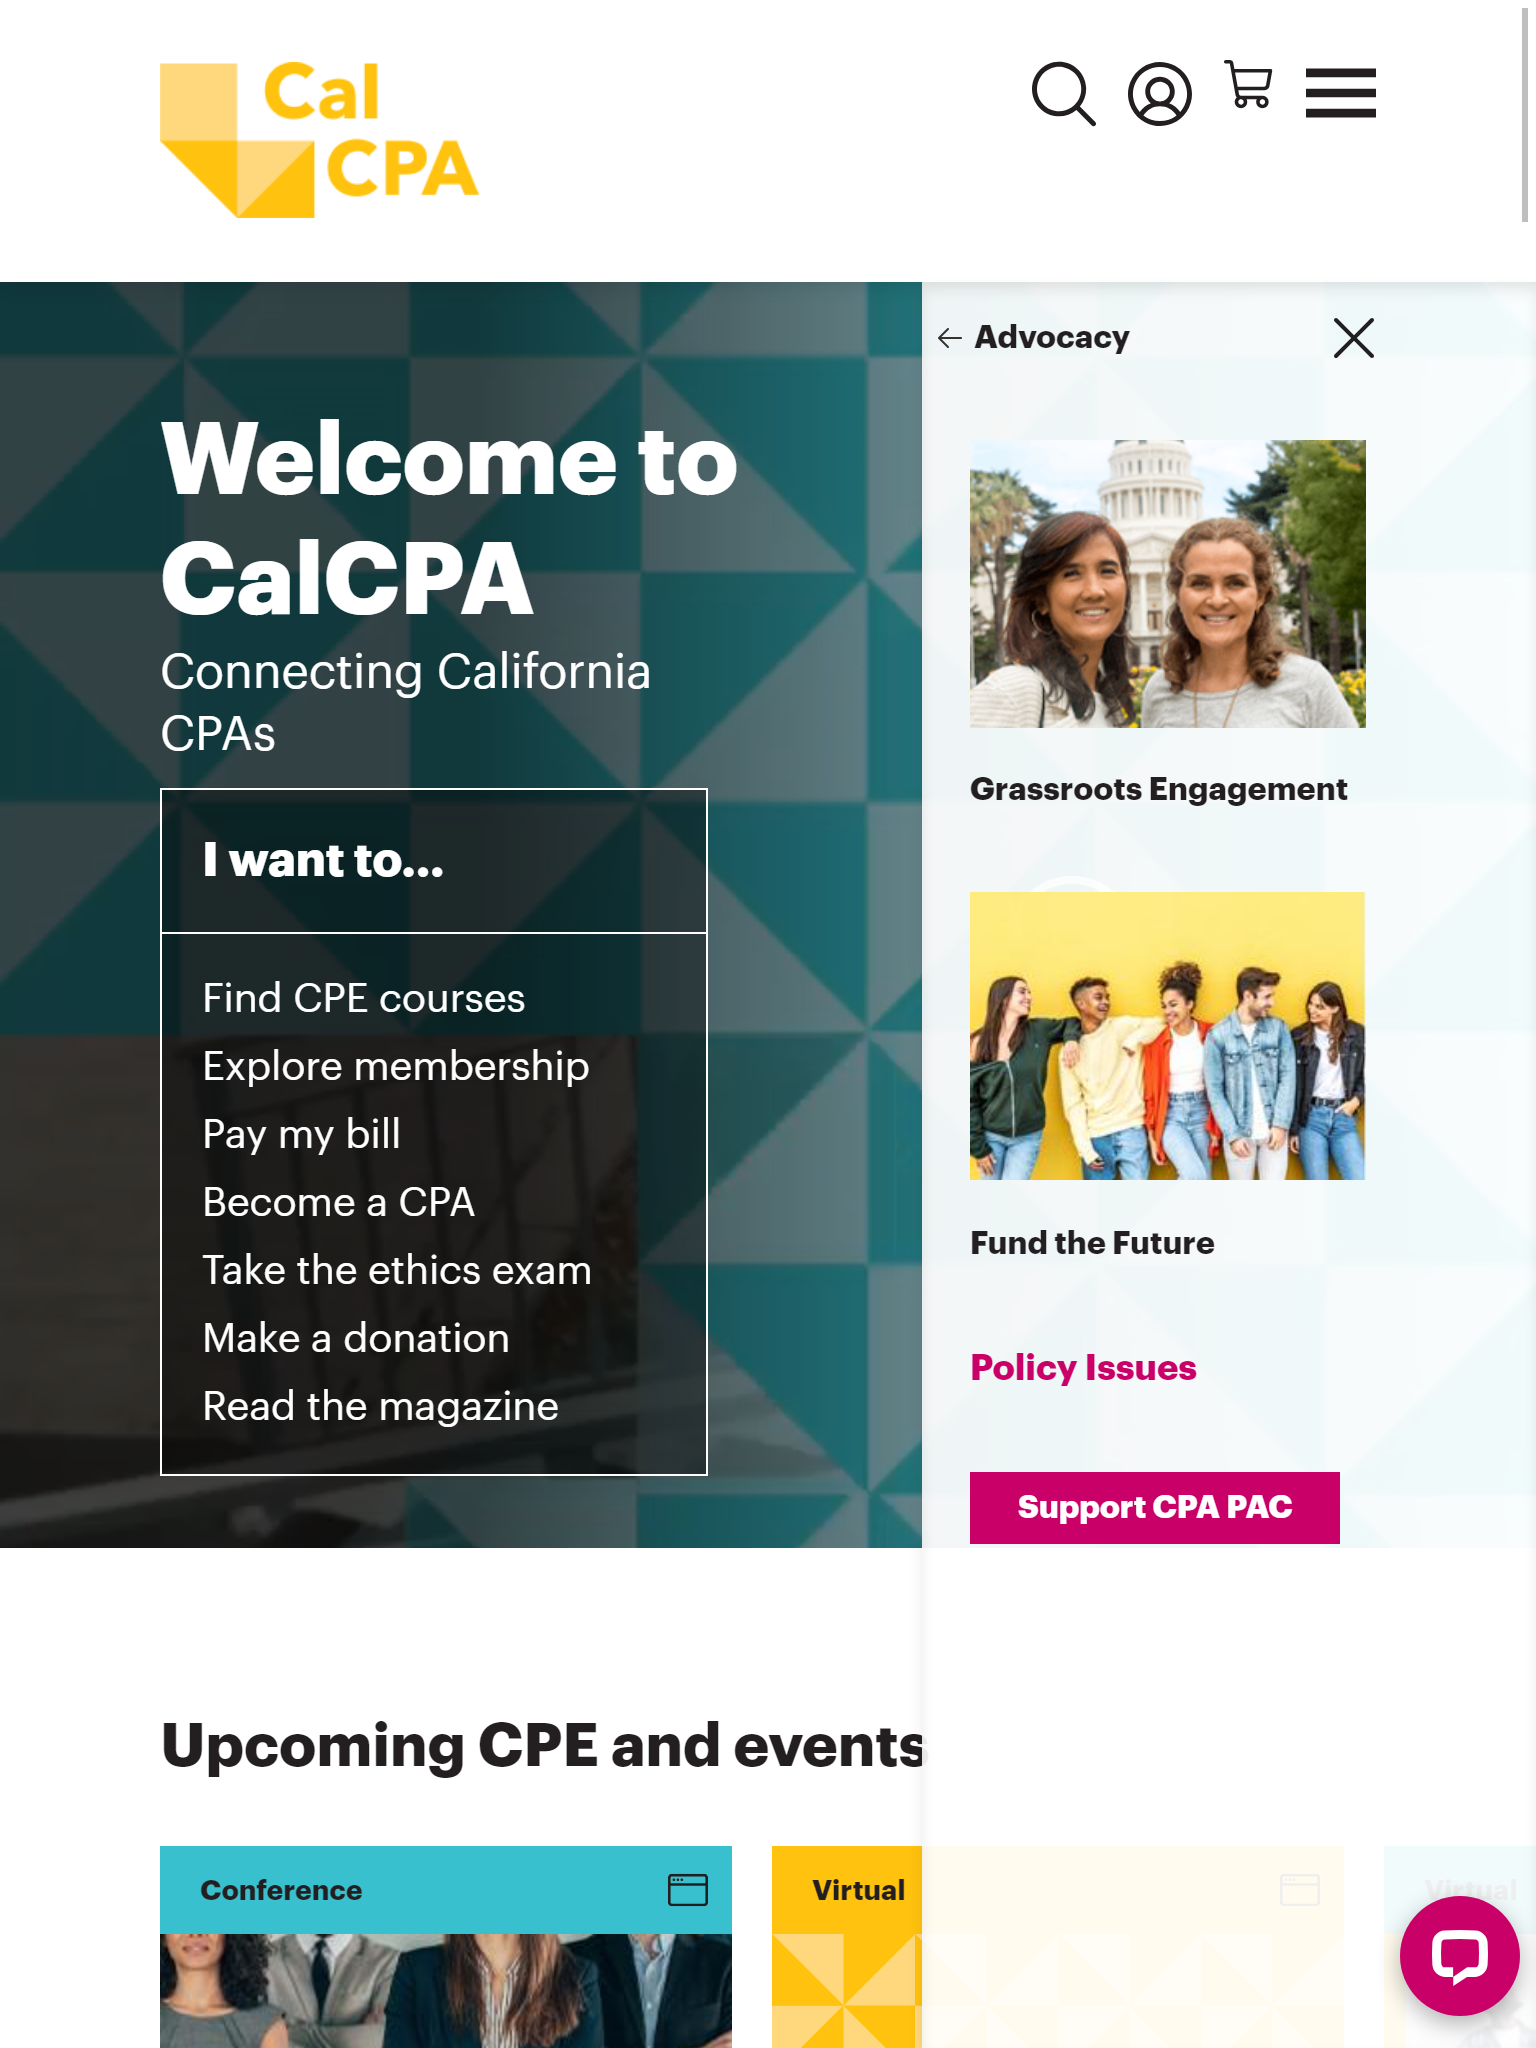 Cal
CPA
Advocacy
Welcome to
CalCPA
Connecting California
CPAs
I want to...
Find CPE courses
Explore membership
Pay my bill
Become a CPA
Take the ethics exam
Make a donation
Read the magazine
Grassroots Engagement
Fund the Future
Policy Issues
Support CPA PAC
Upcoming CPE and events
Conference
Virtual
Virtual